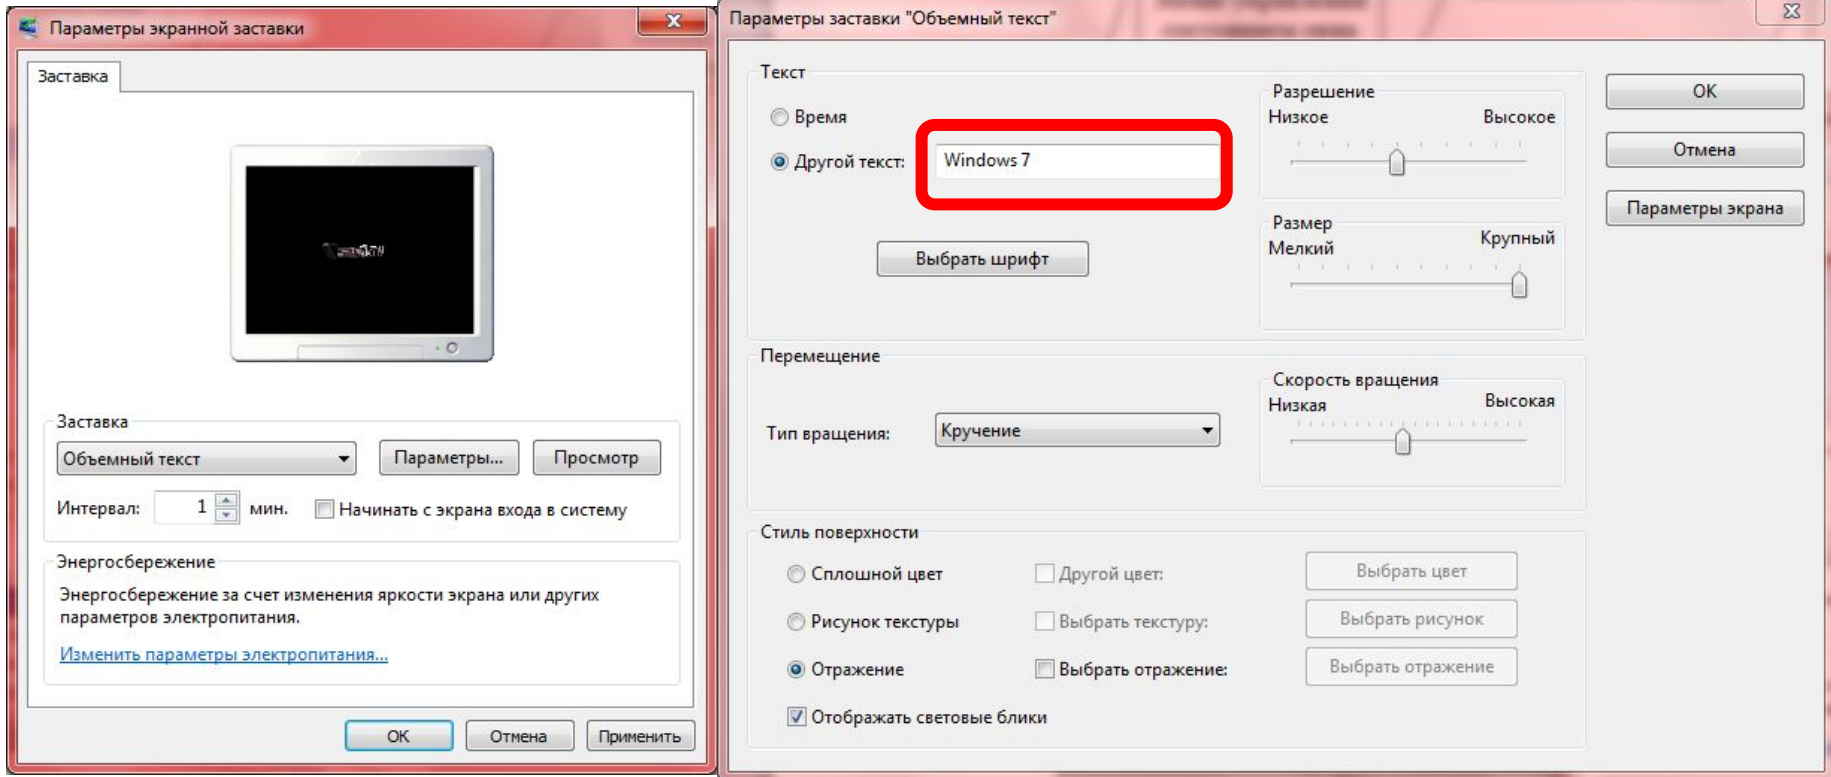 Параметры экранной заставки
Заставка
Заставка
Объемный текст
Параметры...
Просмотр
Интервал:
1
мин.
Начинать с экрана входа в систему
Энергосбережение
Энергосбережение за счет изменения яркости экрана или других
параметров электропитания.
Изменить параметры электропитания...
ОК
Отмена
Применить
Параметры заставки "Объемный текст"
Текст
Время
Другой текст:
Windows 7
Выбрать шрифт
Разрешение
Низкое
Высокое
Размер
Мелкий
Крупный
ОК
Отмена
Параметры экрана
Перемещение
Тип вращения:
Кручение
Скорость вращения
Низкая
Высокая
Стиль поверхности
Сплошной цвет
Другой цвет:
Выбрать цвет
Рисунок текстуры
Выбрать текстуру:
Выбрать рисунок
Отражение
Выбрать отражение:
Выбрать отражение
Отображать световые блики